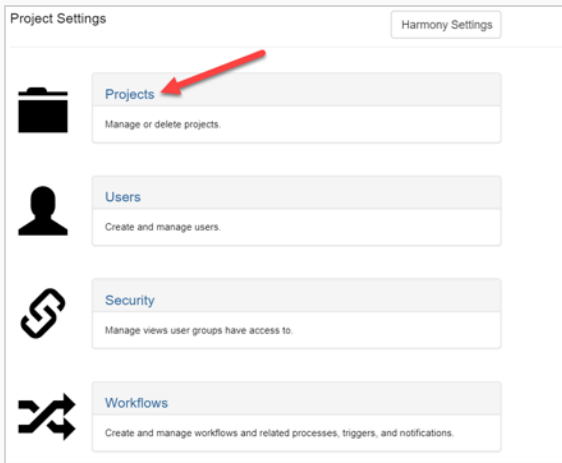 Project Settings
Harmony Settings
Projects
Manage or delete projects.
Users
Create and manage users.
Security
Manage views user groups have access to.
Workflows
Create and manage workflows and related processes, triggers, and notifications.